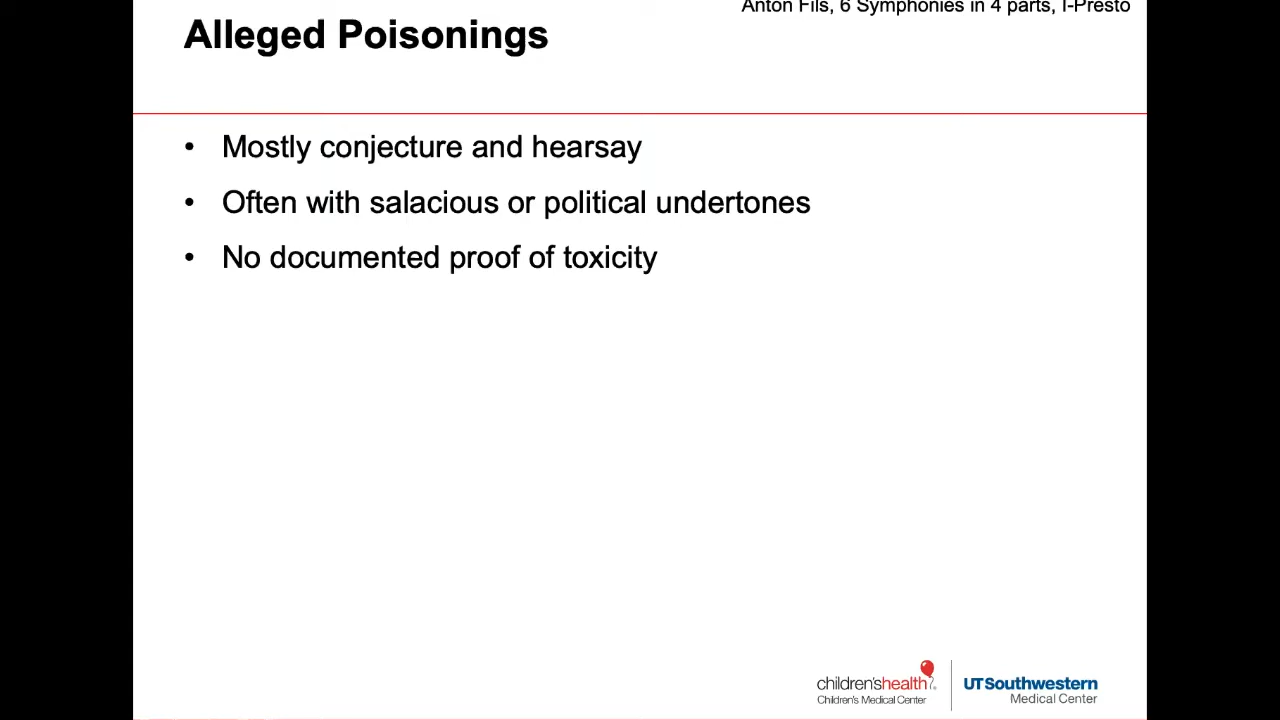 Anton Fils, 6 Symphonies in 4 parts, I-Presto
Alleged Poisonings
• Mostly conjecture and hearsay
• Often with salacious or political undertones
• No documented proof of toxicity
children'shealth
Children's Medical Center
UTSouthwestern
Medical Center